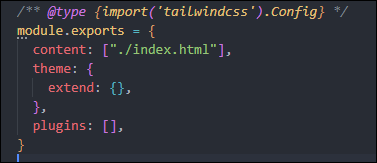 /** @type {import('tailwindcss').Config} */
module.exports = {
  content: ["./index.html"],
  theme: {
    extend: {},
  },
  plugins: [],
}